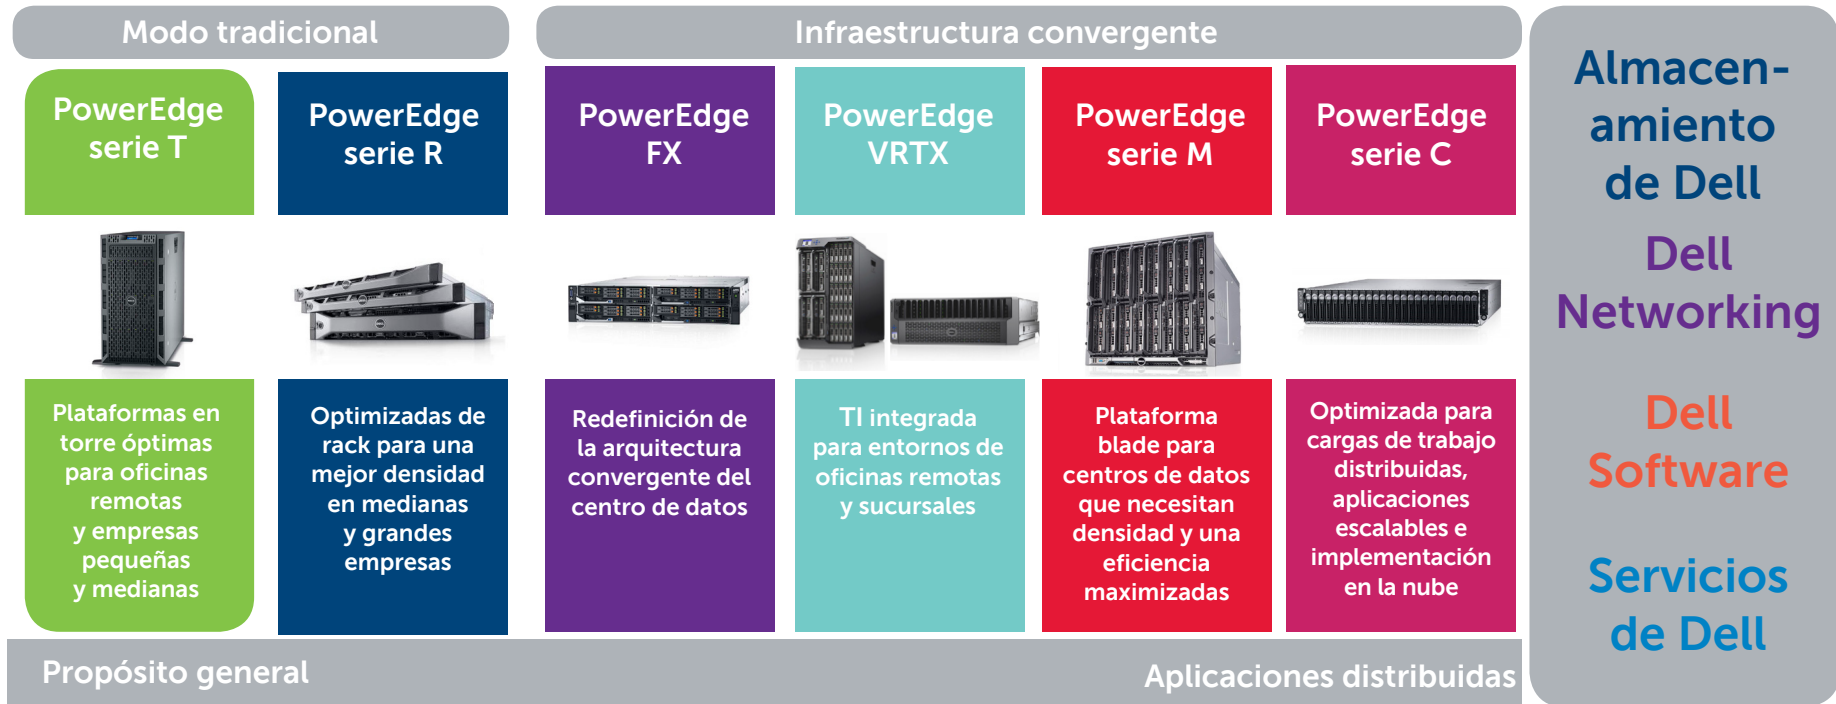 Modo tradicional
Infraestructura convergente
PowerEdge
serie T
PowerEdge
serie R
PowerEdge
FX
PowerEdge
VRTX
PowerEdge
serie M
PowerEdge
serie C
Plataformas en
torre óptimas
para oficinas
remotas
y empresas
pequeñas
y medianas
Optimizadas de
rack para una
mejor densidad
en medianas
y grandes
empresas
Redefinición de
la arquitectura
convergente del
centro de datos
TI integrada
para entornos de
oficinas remotas
y sucursales
Plataforma
blade para
centros de datos
que necesitan
densidad y una
eficiencia
maximizadas
Optimizada para
cargas de trabajo
distribuidas,
aplicaciones
escalables e
implementación
en la nube
Propósito general
Aplicaciones distribuidas
Almacen-
amiento
de Dell
Dell
Networking
Dell
Software
Servicios
de Dell